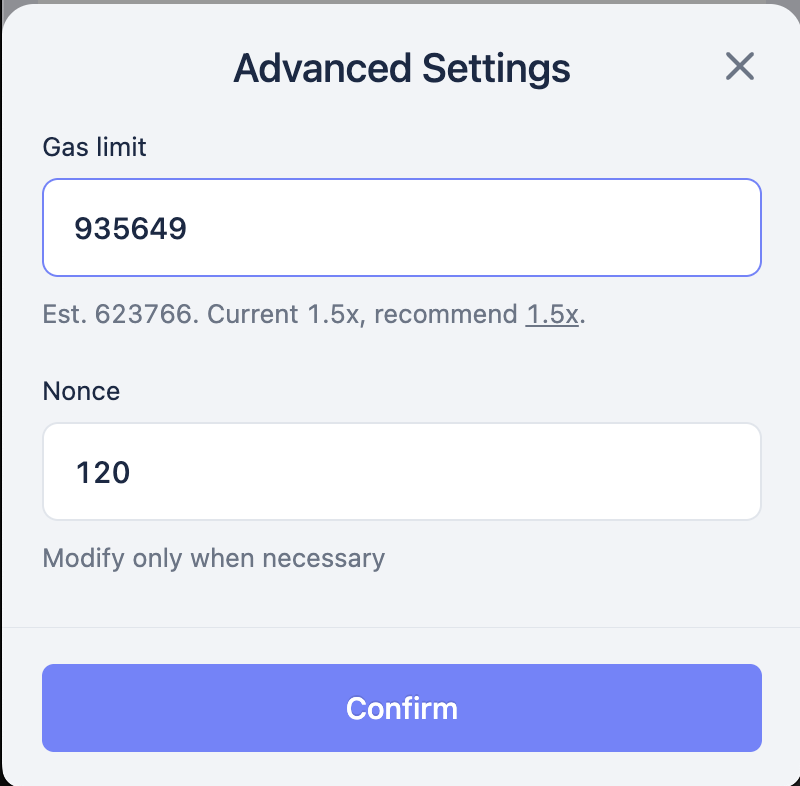 Advanced Settings
Gas limit
935649
Est. 623766. Current 1.5x, recommend 1.5x.
Nonce
120
Modify only when necessary
Confirm